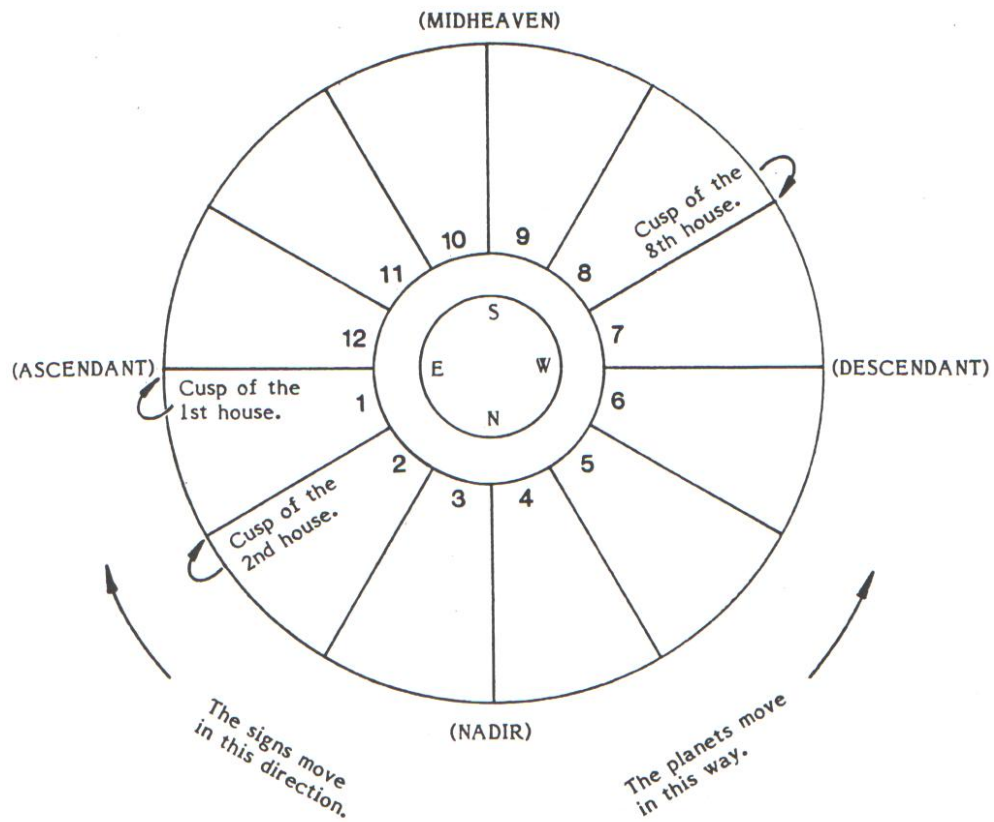 (MIDHEAVEN)
Cusp of the
8th house.
10
9
11
8
12
7
S
E
W
N
(ASCENDANT)
(DESCENDANT)
Cusp of the
1st house.
1
6
2
5
3
4
Cusp of the
2nd house.
(NADIR)
The signs move
in this direction.
The planets move
in this way.